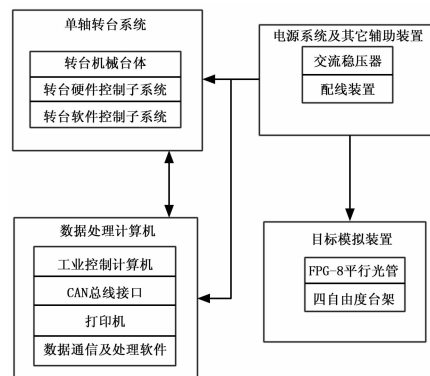 单轴转台系统
转台机械台体
转台硬件控制子系统
转台软件控制子系统
电源系统及其它辅助装置
交流稳压器
配线装置
数据处理计算机
工业控制计算机
CAN总线接口
打印机
数据通信及处理软件
目标模拟装置
FPG-8平行光管
四自由度台架